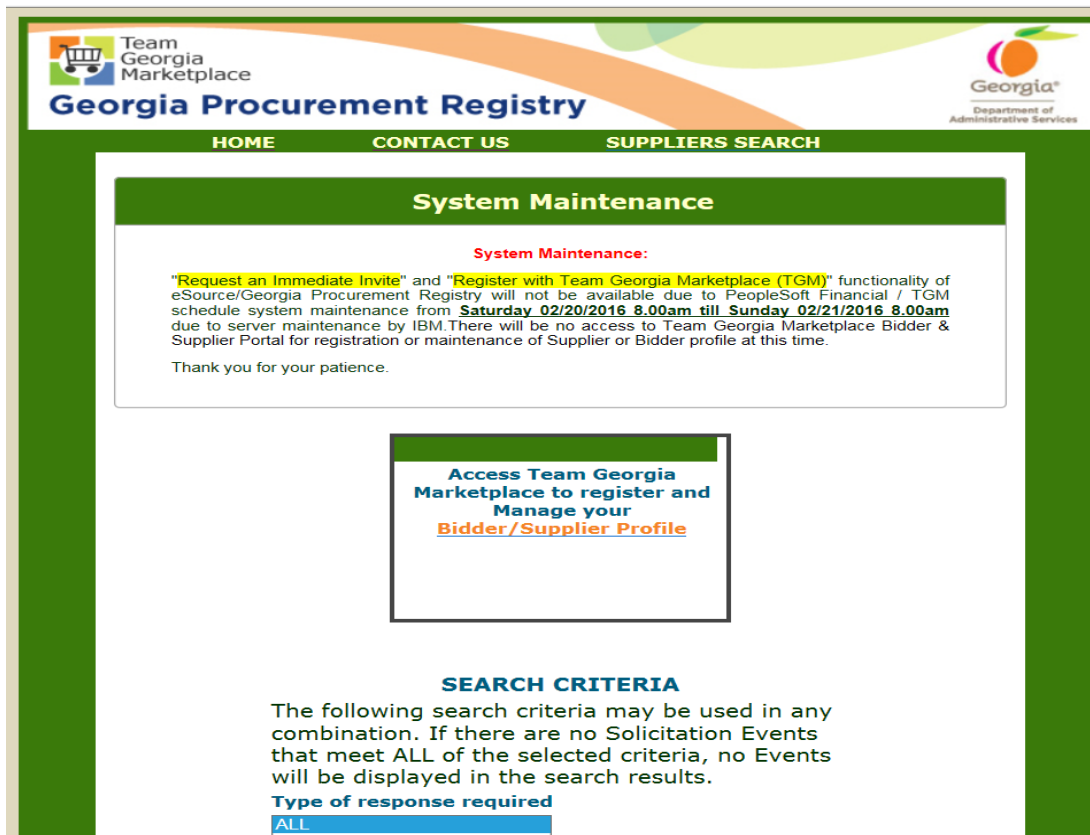 Team
Georgia
Marketplace
Georgia Procurement Registry
Georgia®
Department of
Administrative Services
HOME CONTACT US SUPPLIERS SEARCH
System Maintenance
System Maintenance:
"Request an Immediate Invite" and "Register with Team Georgia Marketplace (TGM)" functionality of
eSource/Georgia Procurement Registry will not be available due to PeopleSoft Financial / TGM
schedule system maintenance from Saturday 02/20/2016 8.00am till Sunday 02/21/2016 8.00am
due to server maintenance by IBM.There will be no access to Team Georgia Marketplace Bidder &
Supplier Portal for registration or maintenance of Supplier or Bidder profile at this time.
Thank you for your patience.
Access Team Georgia
Marketplace to register and
Manage your
Bidder/Supplier Profile
SEARCH CRITERIA
The following search criteria may be used in any
combination. If there are no Solicitation Events
that meet ALL of the selected criteria, no Events
will be displayed in the search results.
Type of response required
ALL